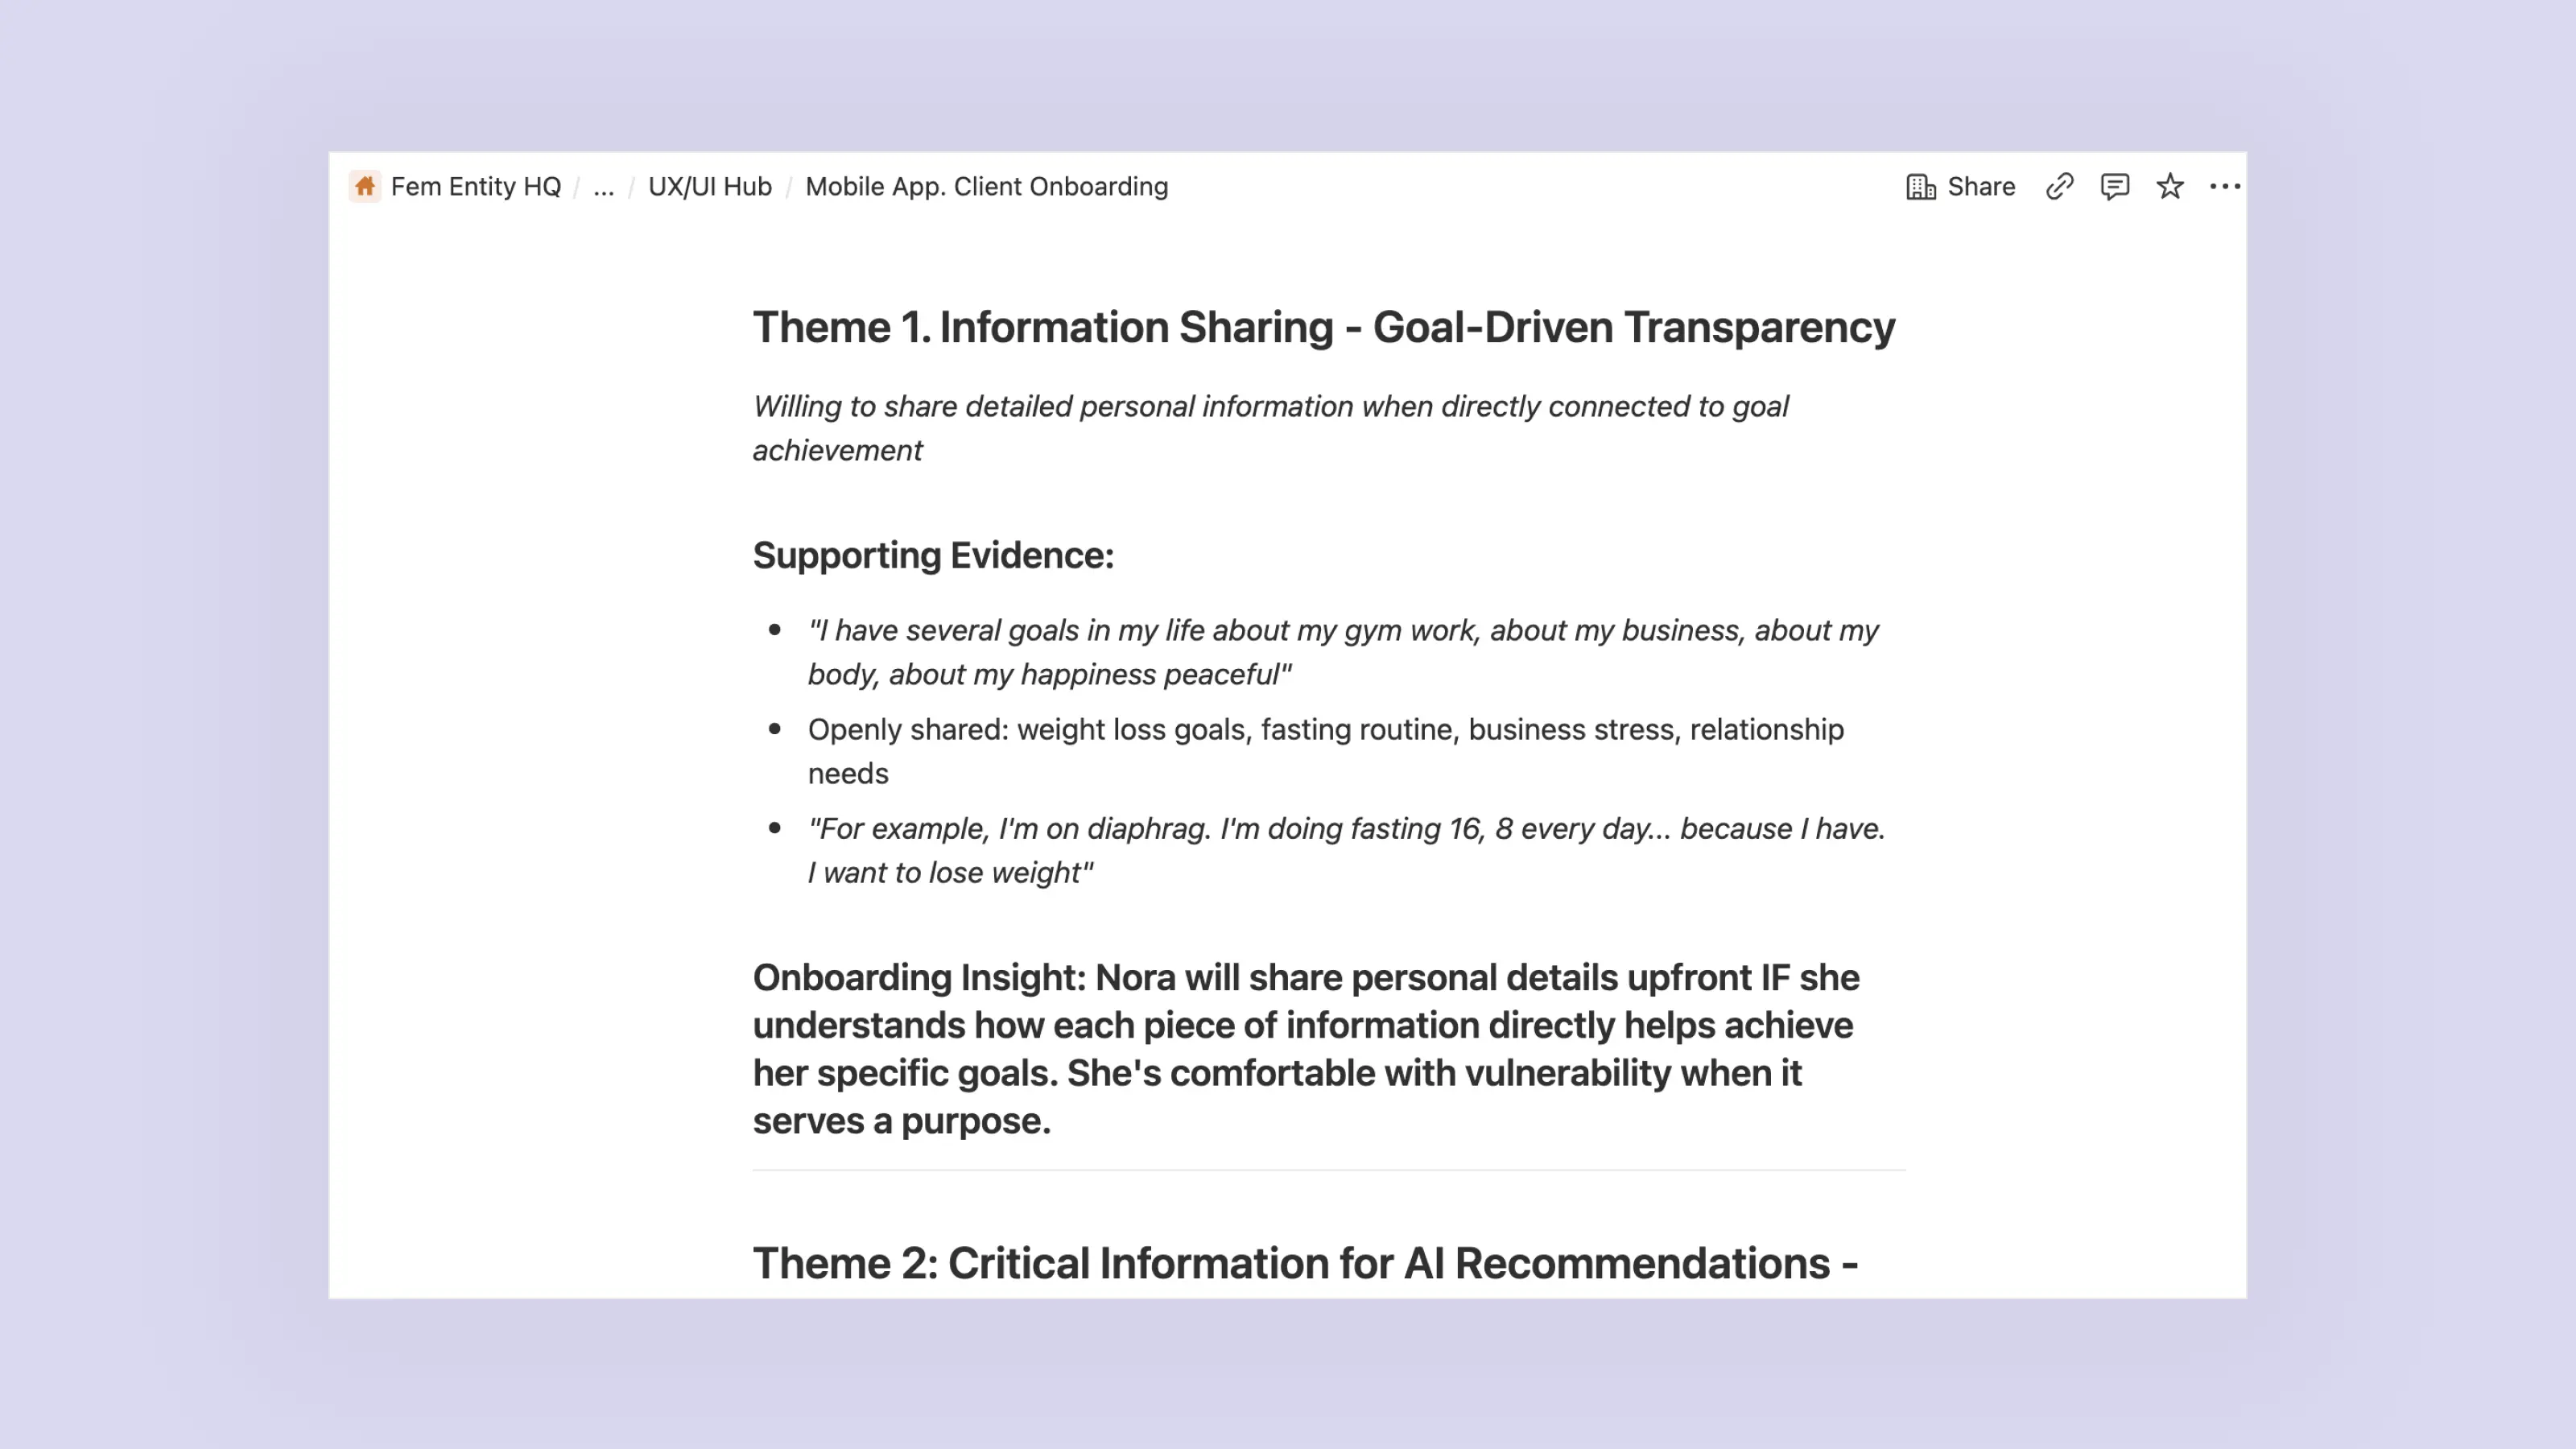 Fem Entity HQ / ... / UX/UI Hub / Mobile App. Client Onboarding
Share
Theme 1. Information Sharing - Goal-Driven Transparency
Willing to share detailed personal information when directly connected to goal
achievement
Supporting Evidence:
• "I have several goals in my life about my gym work, about my business, about my
body, about my happiness peaceful"
• Openly shared: weight loss goals, fasting routine, business stress, relationship
needs
• "For example, I'm on diaphrag. I'm doing fasting 16, 8 every day... because I have.
I want to lose weight"
Onboarding Insight: Nora will share personal details upfront IF she
understands how each piece of information directly helps achieve
her specific goals. She's comfortable with vulnerability when it
serves a purpose.
Theme 2: Critical Information for AI Recommendations -